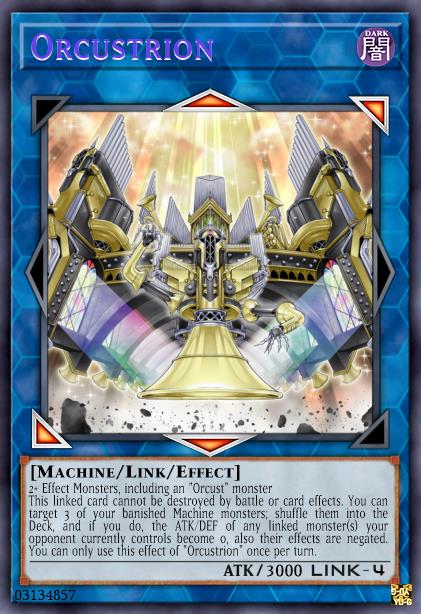 Orcustrion
DARK
闇
[Machine/Link/Effect]
2+ Effect Monsters, including an "Orcust" monster
This linked card cannot be destroyed by battle or card effects. You can
target 3 of your banished Machine monsters; shuffle them into the
Deck, and if you do, the ATK/DEF of any linked monster(s) your
opponent currently controls become 0, also their effects are negated.
You can only use this effect of "Orcustrion" once per turn.
ATK/3000 LINK-4
03134857